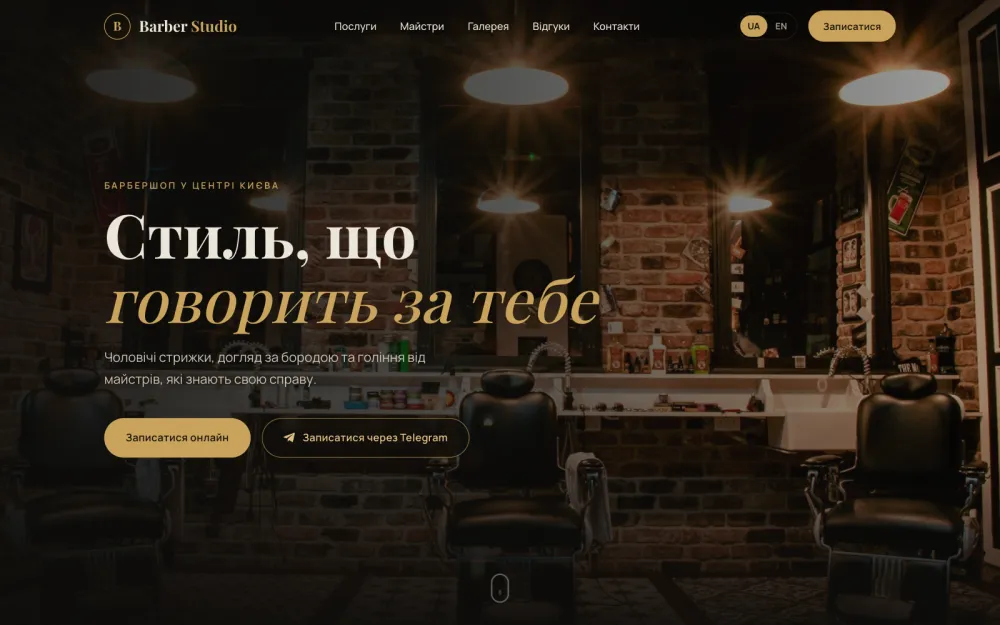 B Barber Studio
Послуги Майстри Галерея Відгуки Контакти
UA EN
Записатися
БАРБЕРШОП У ЦЕНТРІ КИЄВА
Стиль, що
говорить за тебе
Чоловічі стрижки, догляд за бородою та гоління від
майстрів, які знають свою справу.
Записатися онлайн
Записатися через Telegram